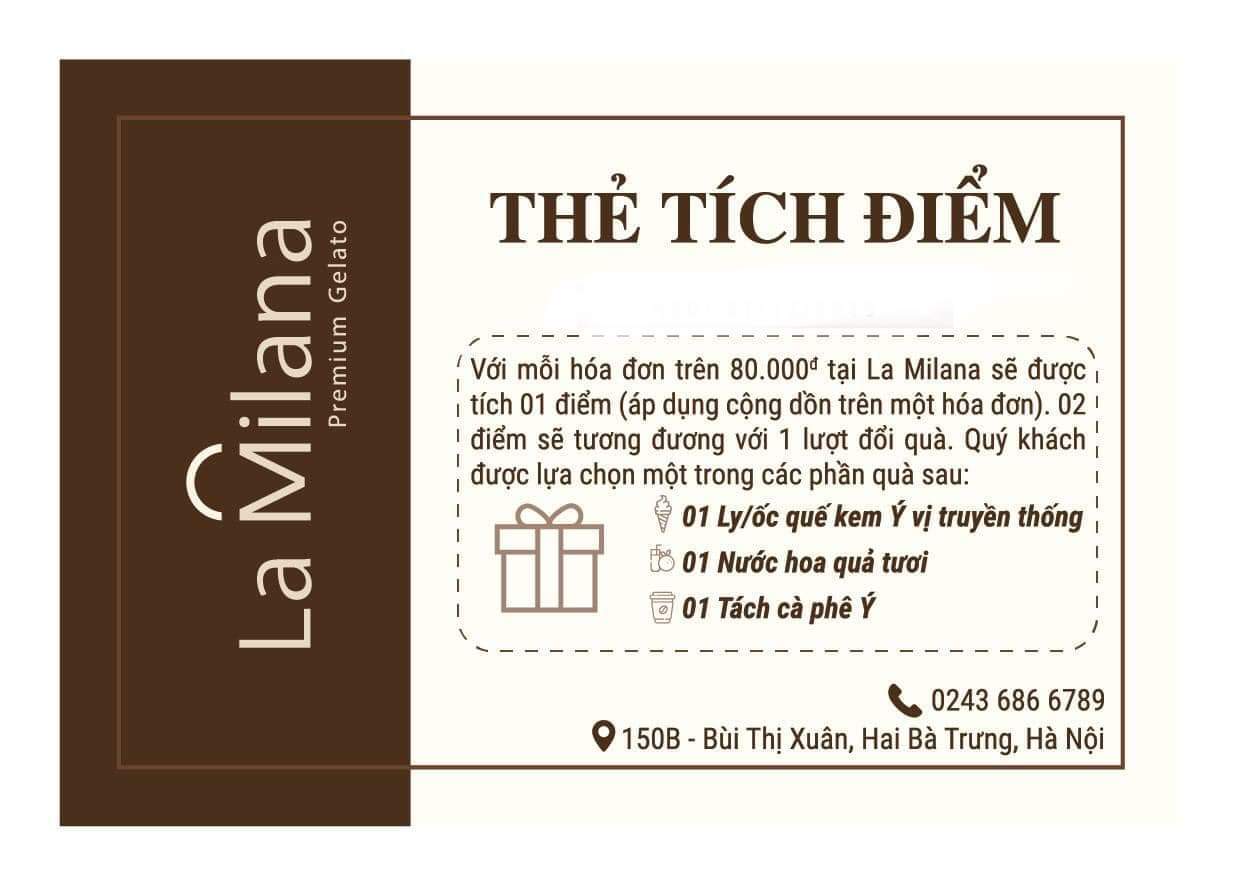 La Milana
Premium Gelato
THẺ TÍCH ĐIỂM
Với mỗi hóa đơn trên 80.000đ tại La Milana sẽ được
tích 01 điểm (áp dụng cộng dồn trên một hóa đơn). 02
điểm sẽ tương đương với 1 lượt đổi quà. Quý khách
được lựa chọn một trong các phần quà sau:
01 Ly/ốc quế kem Ý vị truyền thống
01 Nước hoa quả tươi
01 Tách cà phê Ý
0243 686 6789
150B - Bùi Thị Xuân, Hai Bà Trưng, Hà Nội